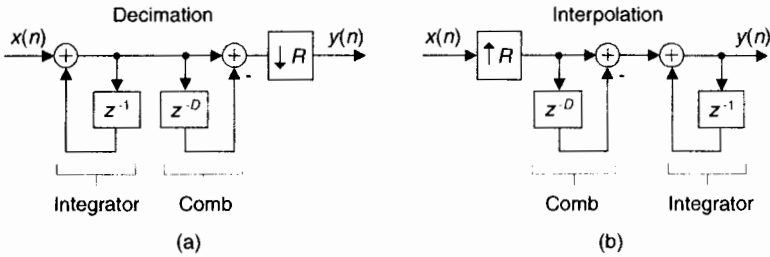 Decimation
x(n) + + ↓ R y(n)
-
z⁻¹ z⁻ᴰ
Integrator Comb
(a)
Interpolation
x(n) ↑ R + + y(n)
-
z⁻ᴰ z⁻¹
Comb Integrator
(b)